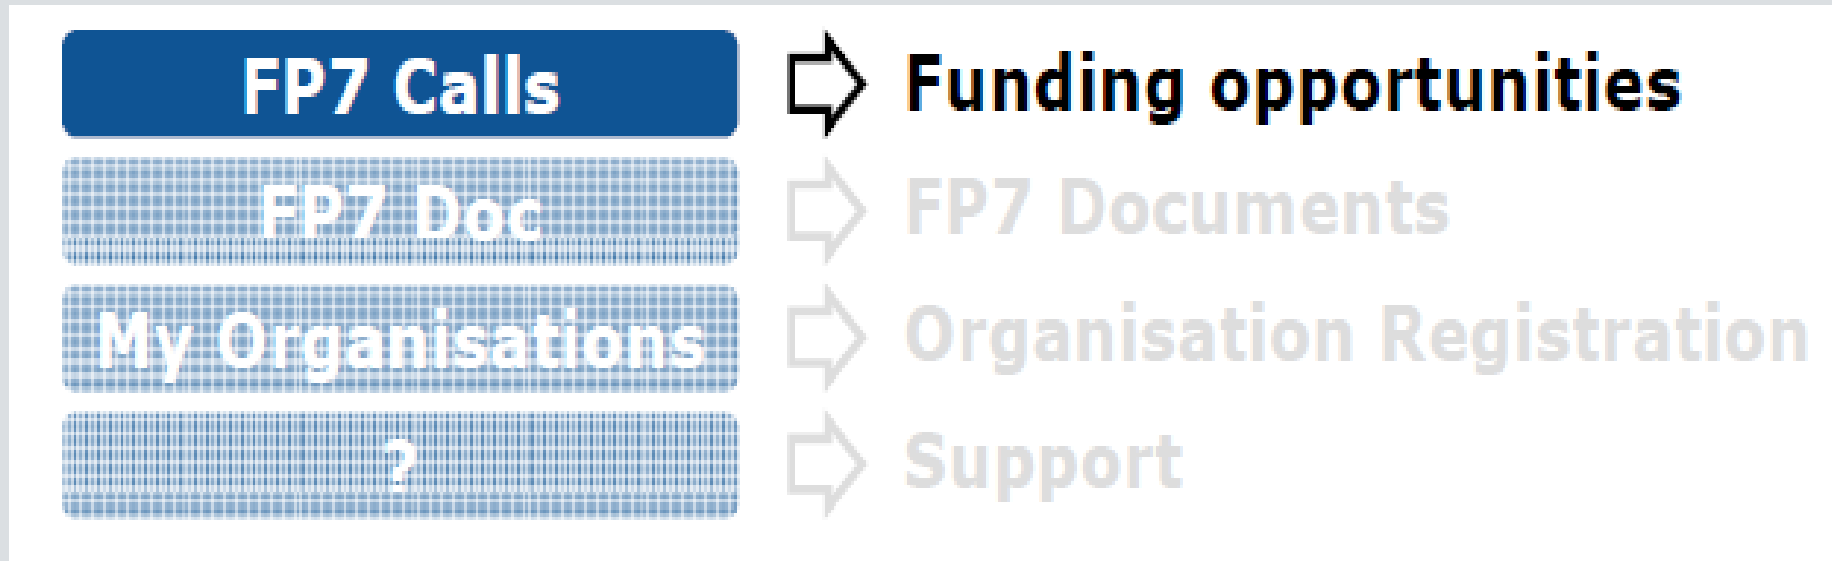 FP7 Calls Funding opportunities
FP7 Doc FP7 Documents
My Organisations Organisation Registration
? Support